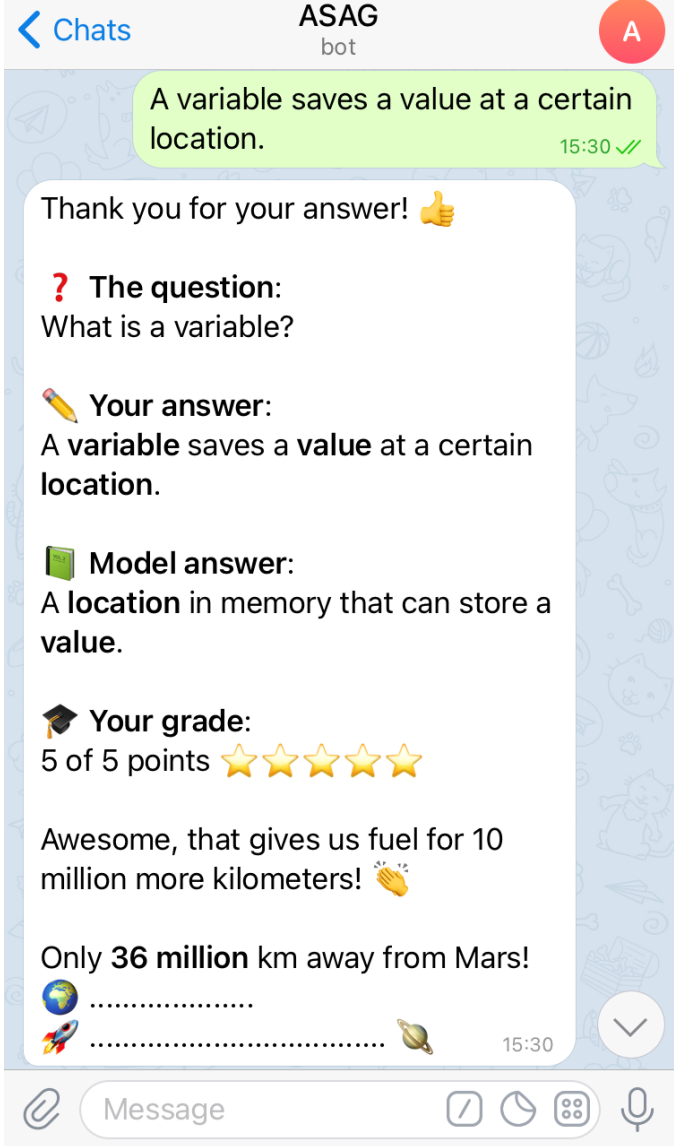 Chats
ASAG
bot
A
A variable saves a value at a certain
location.
15:30
Thank you for your answer! 👍
❓ The question:
What is a variable?
✏️ Your answer:
A variable saves a value at a certain
location.
📗 Model answer:
A location in memory that can store a
value.
🎓 Your grade:
5 of 5 points ⭐⭐⭐⭐⭐
Awesome, that gives us fuel for 10
million more kilometers! 👏
Only 36 million km away from Mars!
🌍 ....................
🚀 .................................... 🪐
15:30
Message